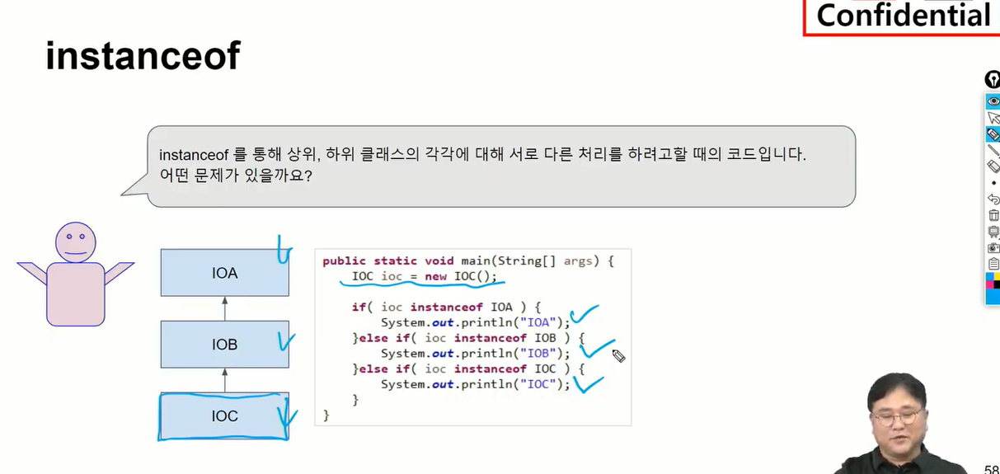 Confidential
instanceof
instanceof 를 통해 상위, 하위 클래스의 각각에 대해 서로 다른 처리를 하려고할 때의 코드입니다.
어떤 문제가 있을까요?
IOA
IOB
IOC
public static void main(String[] args) {
IOC ioc = new IOC();
if( ioc instanceof IOA ) {
System.out.println("IOA");
}else if( ioc instanceof IOB ) {
System.out.println("IOB");
}else if( ioc instanceof IOC ) {
System.out.println("IOC");
}
}
58